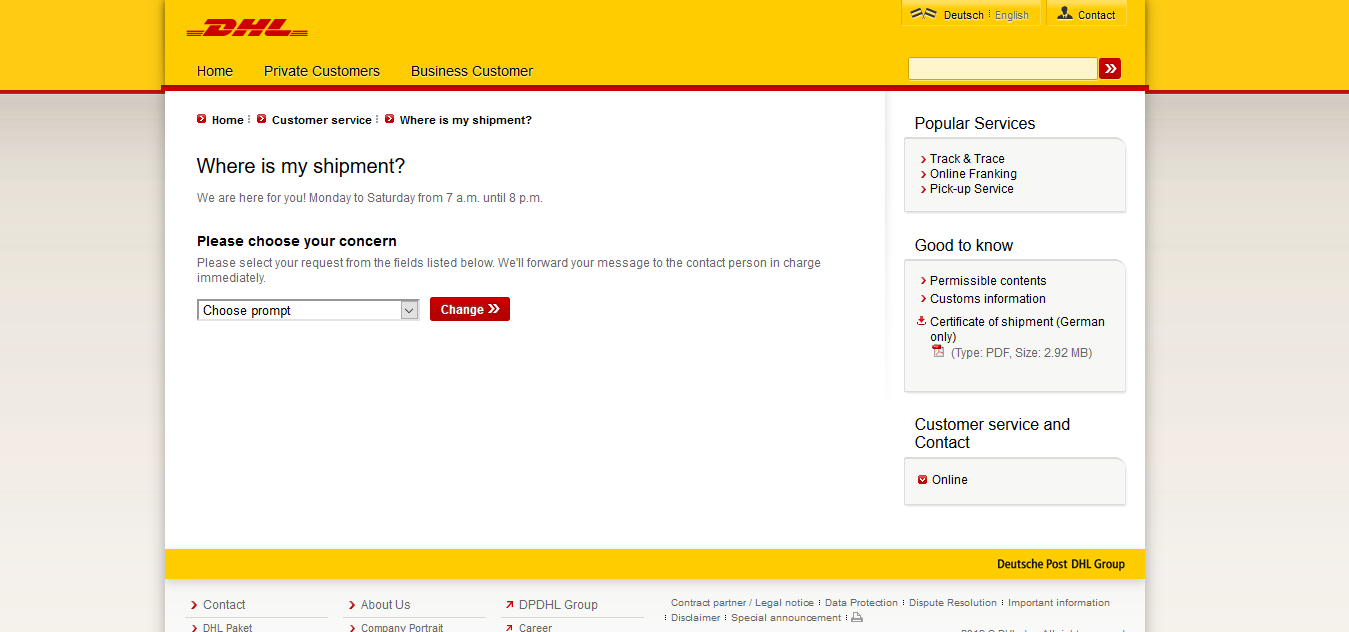 Deutsch English Contact
DHL
Home Private Customers Business Customer
Home Customer service Where is my shipment?
Where is my shipment?
We are here for you! Monday to Saturday from 7 a.m. until 8 p.m.
Please choose your concern
Please select your request from the fields listed below. We'll forward your message to the contact person in charge
immediately.
Choose prompt Change
Popular Services
Track & Trace
Online Franking
Pick-up Service
Good to know
Permissible contents
Customs information
Certificate of shipment (German
only)
(Type: PDF, Size: 2.92 MB)
Customer service and
Contact
Online
Deutsche Post DHL Group
Contact About Us DPDHL Group
DHL Paket Company Portrait Career
Contract partner / Legal notice Data Protection Dispute Resolution Important information
Disclaimer Special announcement